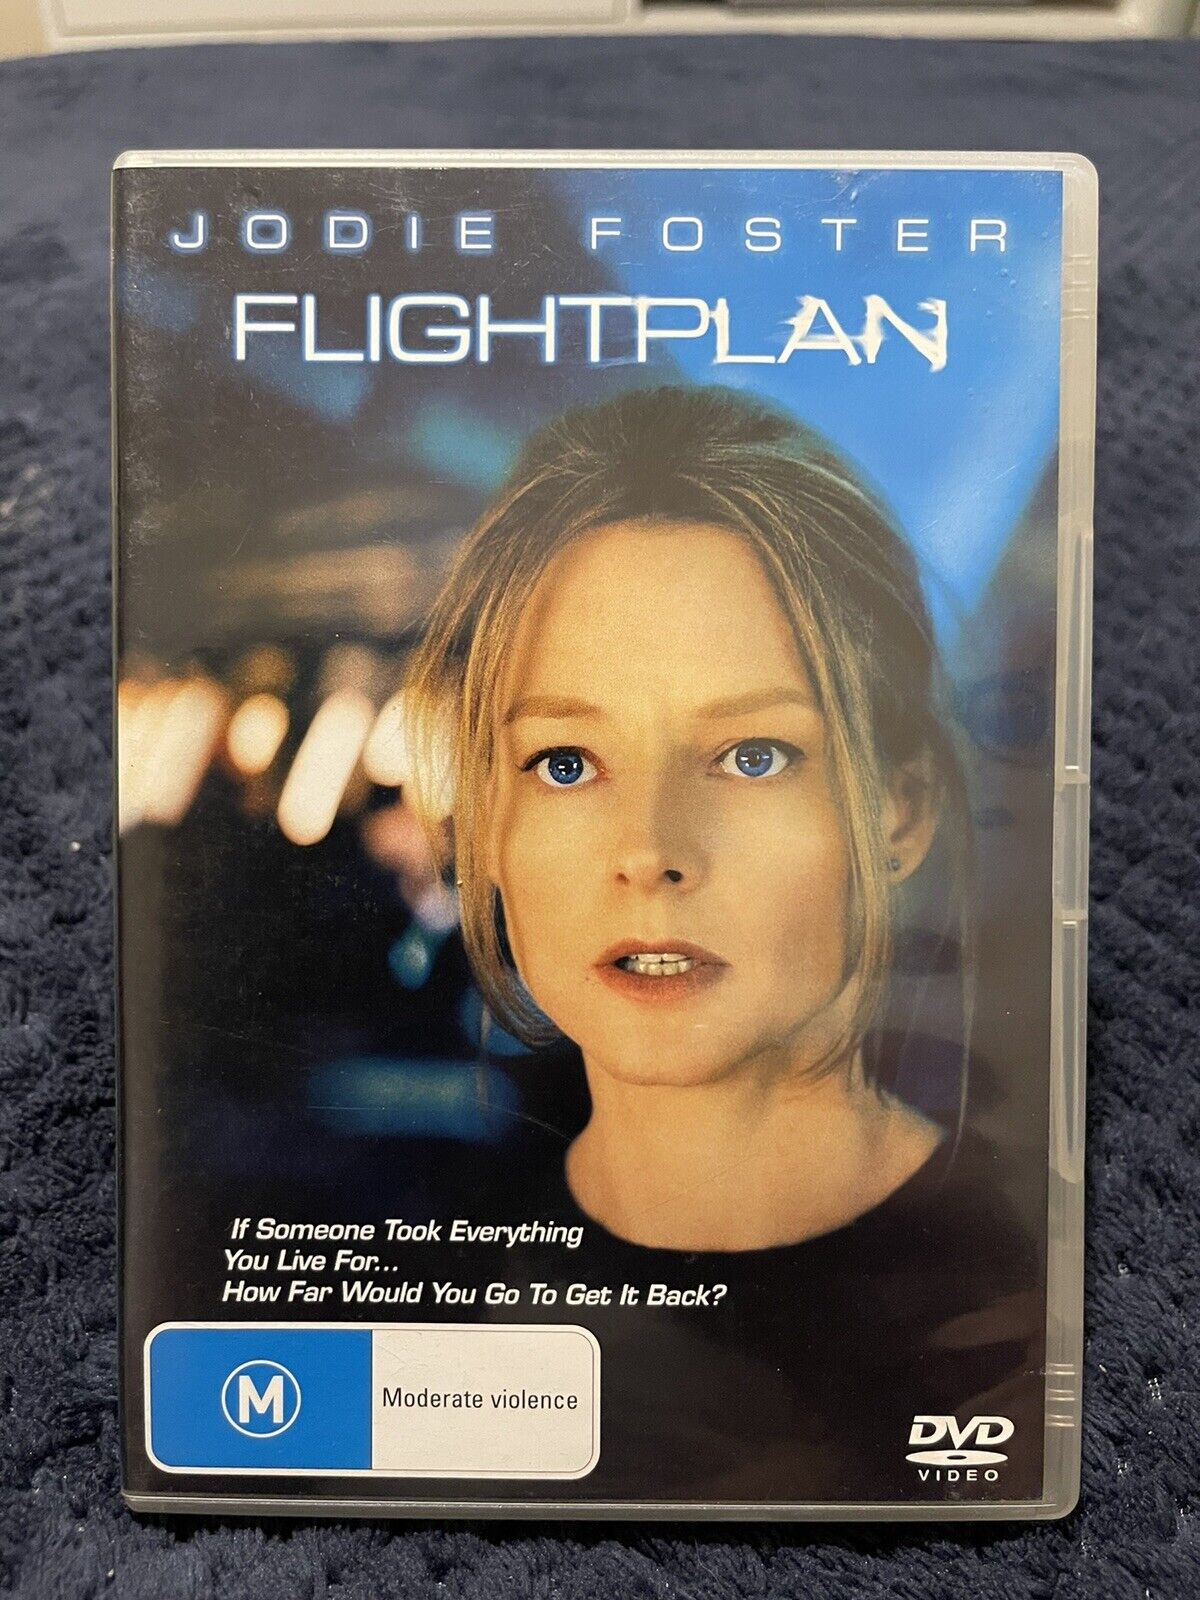 JODIE FOSTER
FLIGHTPLAN
If Someone Took Everything
You Live For...
How Far Would You Go To Get It Back?
M
Moderate violence
DVD
VIDEO